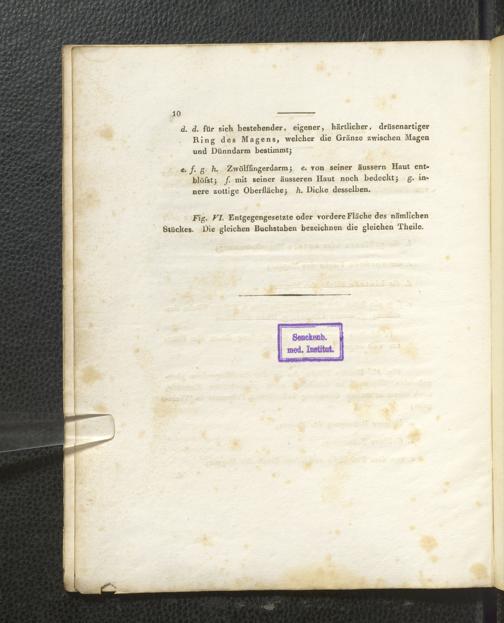 10
d. d. für sich bestehender, eigener, härtlicher, drüsenartiger
Ring des Magens, welcher die Gränze zwischen Magen
und Dünndarm bestimmt;
e. f. g h. Zwölffingerdarm; e. von seiner äussern Haut ent-
blöfst; f. mit seiner äusseren Haut noch bedeckt; g. in-
nere zottige Oberfläche; h. Dicke desselben.
Fig. VI. Entgegengesetzte oder vordere Fläche des nämlichen
Stückes. Die gleichen Buchstaben bezeichnen die gleichen Theile.
Senckenb.
med. Institut.